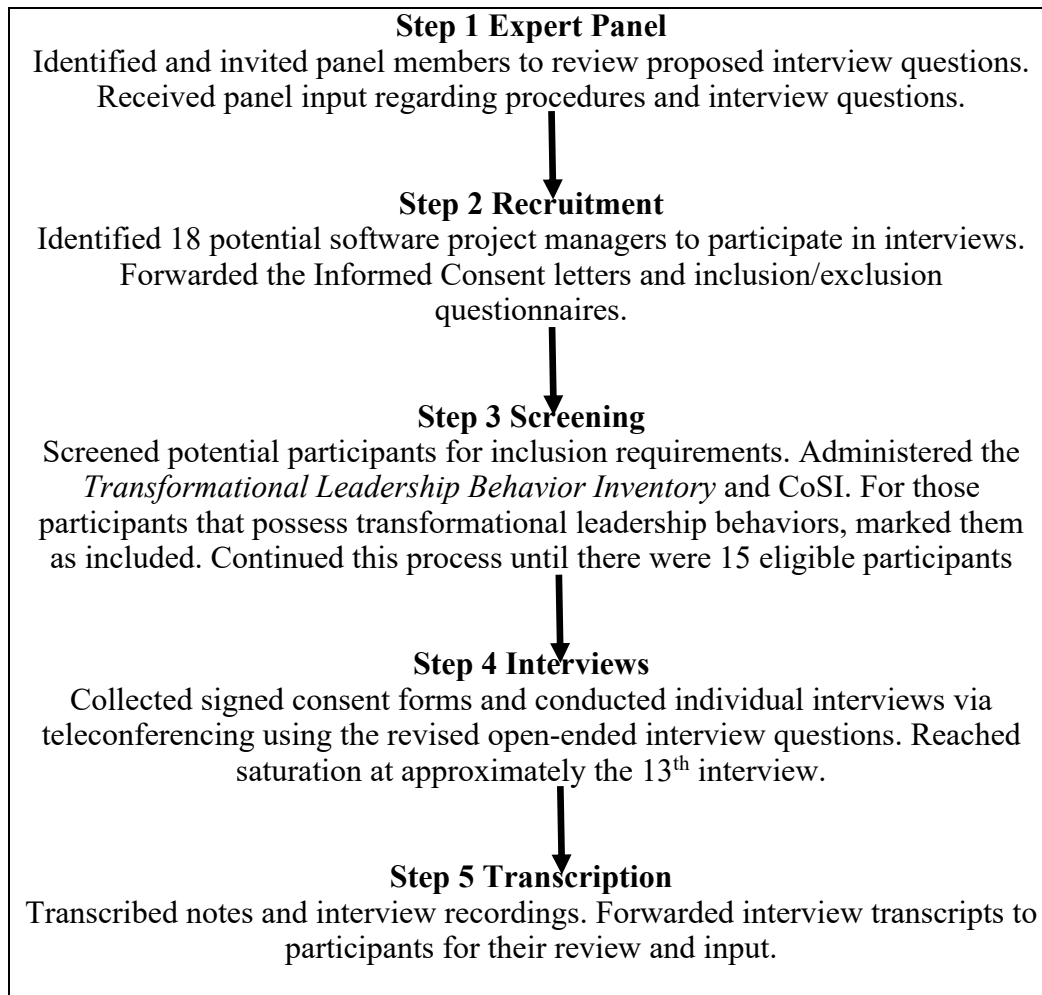 Step 1 Expert Panel
Identified and invited panel members to review proposed interview questions.
Received panel input regarding procedures and interview questions.
Step 2 Recruitment
Identified 18 potential software project managers to participate in interviews.
Forwarded the Informed Consent letters and inclusion/exclusion
questionnaires.
Step 3 Screening
Screened potential participants for inclusion requirements. Administered the
Transformational Leadership Behavior Inventory and CoSI. For those
participants that possess transformational leadership behaviors, marked them
as included. Continued this process until there were 15 eligible participants
Step 4 Interviews
Collected signed consent forms and conducted individual interviews via
teleconferencing using the revised open-ended interview questions. Reached
saturation at approximately the 13th interview.
Step 5 Transcription
Transcribed notes and interview recordings. Forwarded interview transcripts to
participants for their review and input.